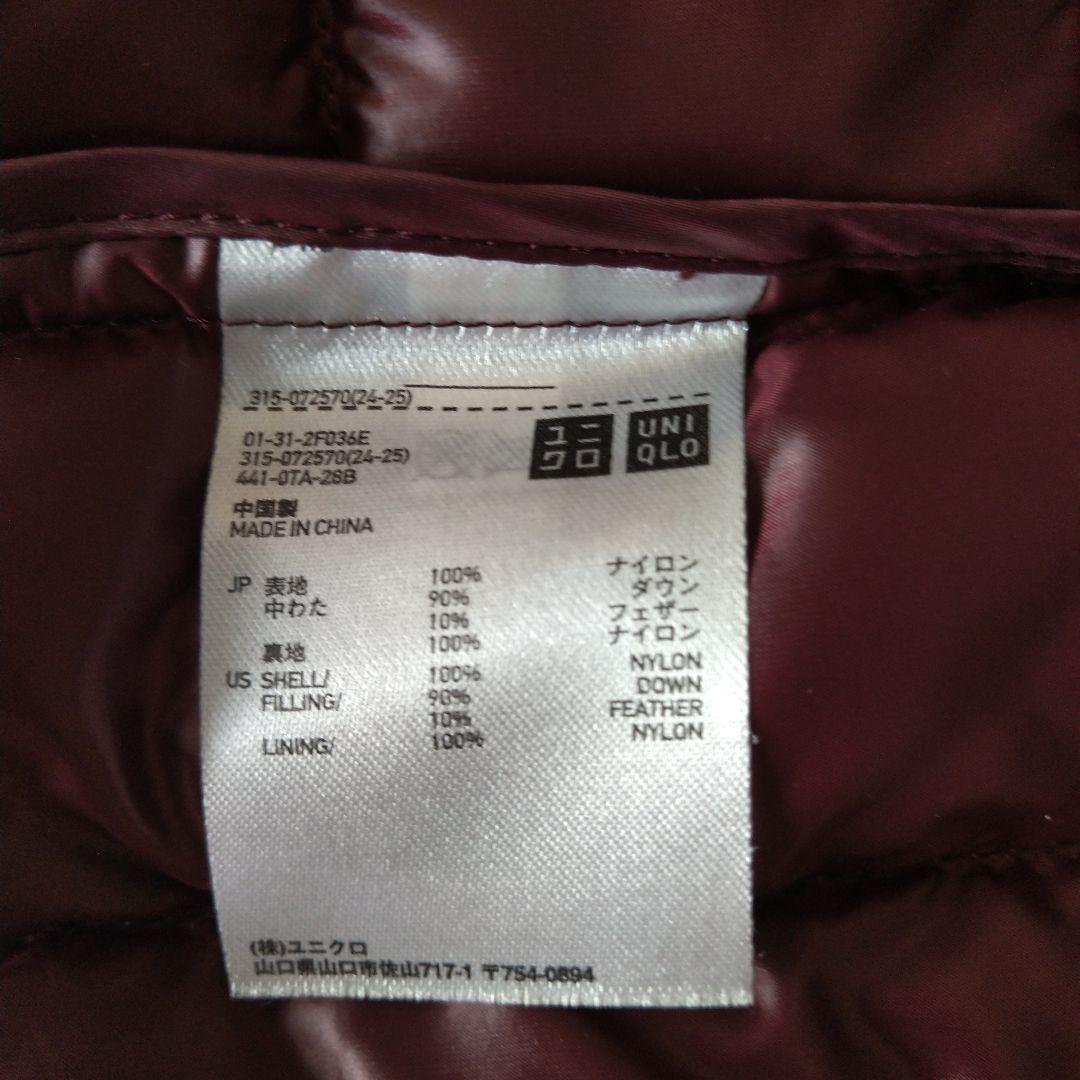 315-072570(24-25)
01-31-2F036E
315-072570(24-25)
441-07A-28B
ユニクロ UNIQLO
中国製
MADE IN CHINA
JP 表地 100% ナイロン
中わた 90% ダウン
10% フェザー
裏地 100% ナイロン
US SHELL/ 100% NYLON
FILLING/ 90% DOWN
10% FEATHER
LINING/ 100% NYLON
(株)ユニクロ
山口県山口市佐山717-1 〒754-0894